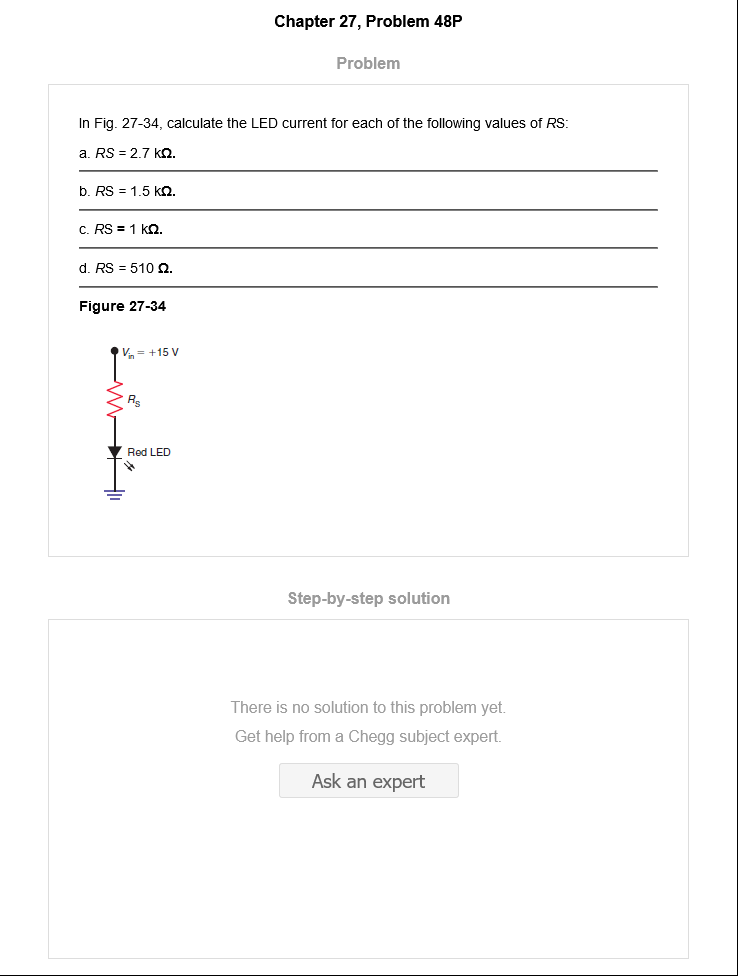 Chapter 27, Problem 48P
Problem
In Fig. 27-34, calculate the LED current for each of the following values of RS:
a. RS = 2.7 kΩ.
b. RS = 1.5 kΩ.
c. RS = 1 kΩ.
d. RS = 510 Ω.
Figure 27-34
Vin = +15 V
RS
Red LED
Step-by-step solution
There is no solution to this problem yet.
Get help from a Chegg subject expert.
Ask an expert